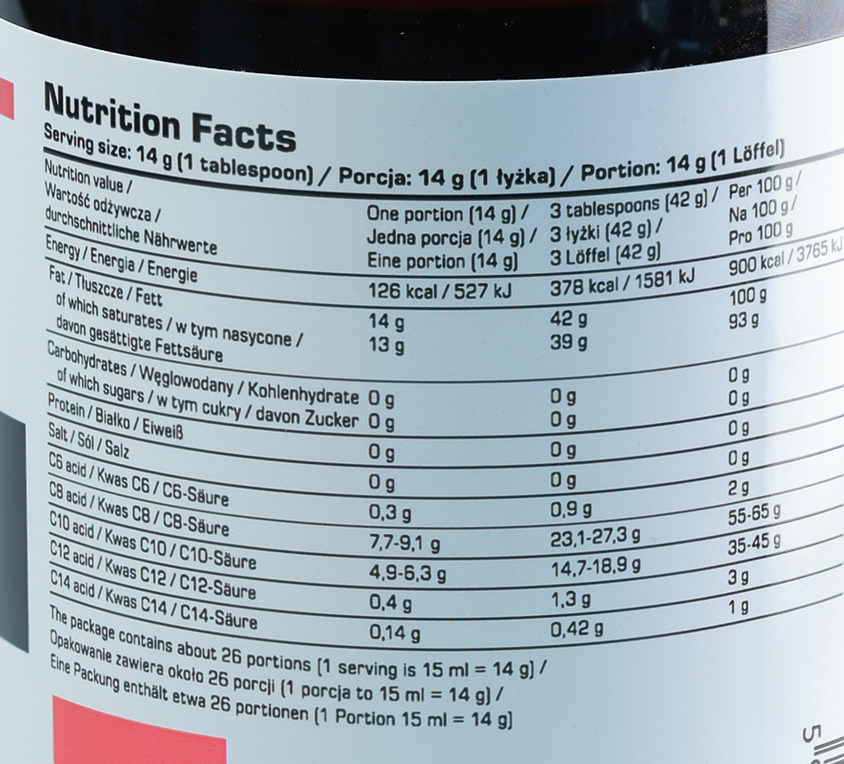 Nutrition Facts
Serving size: 14 g (1 tablespoon) / Porcja: 14 g (1 łyżka) / Portion: 14 g (1 Löffel)
Nutrition value /
Wartość odżywcza /
durchschnittliche Nährwerte
One portion (14 g) / 3 tablespoons (42 g) / Per 100 g /
Jedna porcja (14 g) / 3 łyżki (42 g) / Na 100 g /
Eine portion (14 g) 3 Löffel (42 g) Pro 100 g
Energy / Energia / Energie 126 kcal / 527 kJ 378 kcal / 1581 kJ 900 kcal / 3765 kJ
Fat / Tłuszcze / Fett 14 g 42 g 100 g
of which saturates / w tym nasycone / 13 g 39 g 93 g
davon gesättigte Fettsäure
Carbohydrates / Węglowodany / Kohlenhydrate 0 g 0 g 0 g
of which sugars / w tym cukry / davon Zucker 0 g 0 g 0 g
Protein / Białko / Eiweiß 0 g 0 g 0 g
Salt / Sól / Salz 0 g 0 g 0 g
C6 acid / Kwas C6 / C6-Säure 0,3 g 0,9 g 2 g
C8 acid / Kwas C8 / C8-Säure 7,7-9,1 g 23,1-27,3 g 55-65 g
C10 acid / Kwas C10 / C10-Säure 4,9-6,3 g 14,7-18,9 g 35-45 g
C12 acid / Kwas C12 / C12-Säure 0,4 g 1,3 g 3 g
C14 acid / Kwas C14 / C14-Säure 0,14 g 0,42 g 1 g
The package contains about 26 portions (1 serving is 15 ml = 14 g) /
Opakowanie zawiera około 26 porcji (1 porcja to 15 ml = 14 g) /
Eine Packung enthält etwa 26 portionen (1 Portion 15 ml = 14 g)
5